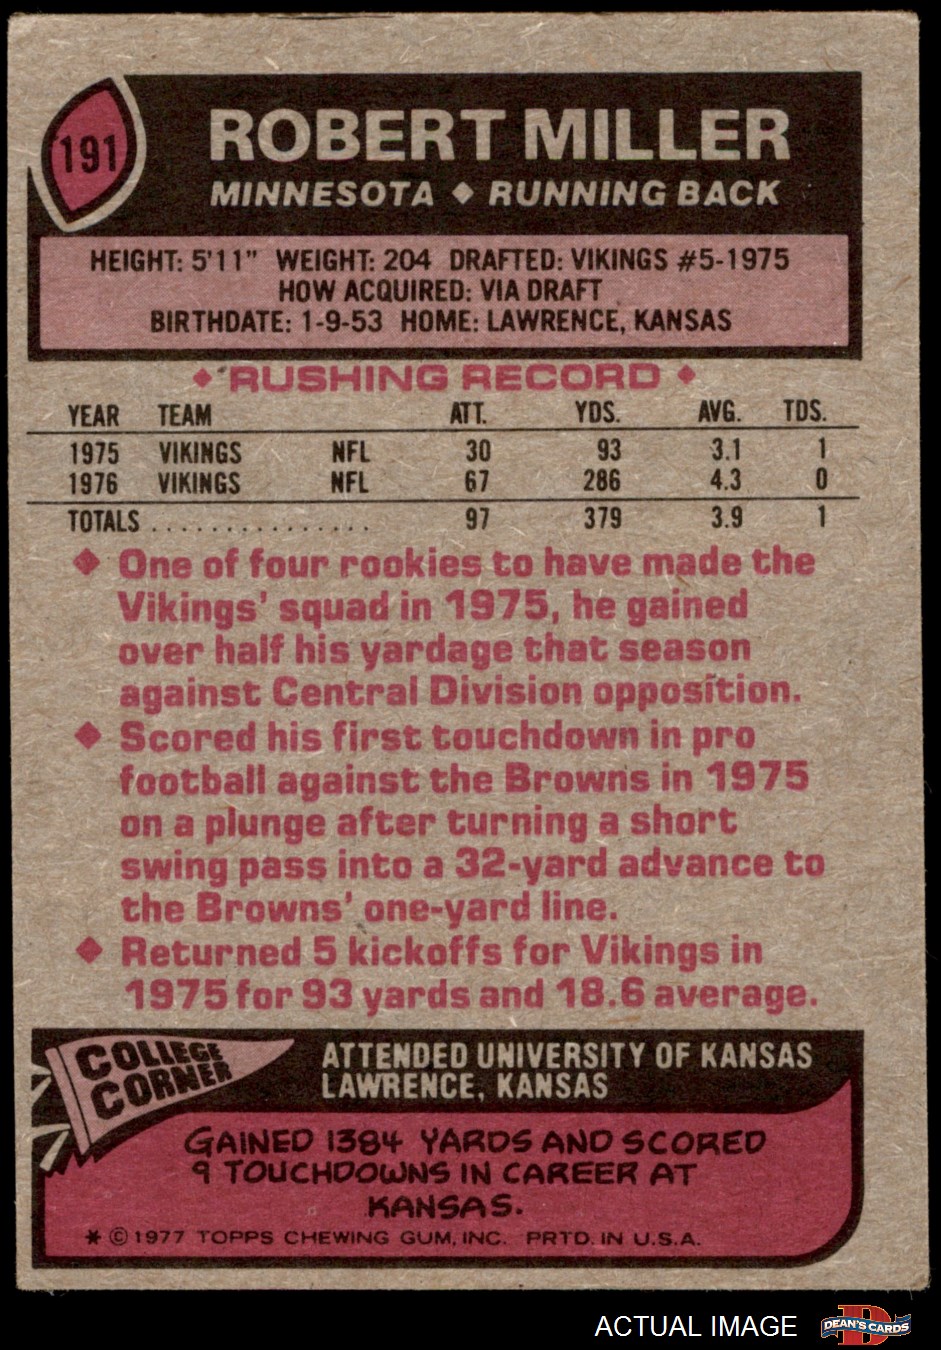 191
ROBERT MILLER
MINNESOTA ◆ RUNNING BACK
HEIGHT: 5'11" WEIGHT: 204 DRAFTED: VIKINGS #5-1975
HOW ACQUIRED: VIA DRAFT
BIRTHDATE: 1-9-53 HOME: LAWRENCE, KANSAS
◆ RUSHING RECORD ◆
YEAR TEAM ATT. YDS. AVG. TDS.
1975 VIKINGS NFL 30 93 3.1 1
1976 VIKINGS NFL 67 286 4.3 0
TOTALS ............... 97 379 3.9 1
◆ One of four rookies to have made the
Vikings' squad in 1975, he gained
over half his yardage that season
against Central Division opposition.
◆ Scored his first touchdown in pro
football against the Browns in 1975
on a plunge after turning a short
swing pass into a 32-yard advance to
the Browns' one-yard line.
◆ Returned 5 kickoffs for Vikings in
1975 for 93 yards and 18.6 average.
COLLEGE
CORNER
ATTENDED UNIVERSITY OF KANSAS
LAWRENCE, KANSAS
GAINED 1384 YARDS AND SCORED
9 TOUCHDOWNS IN CAREER AT
KANSAS.
* © 1977 TOPPS CHEWING GUM, INC. PRTD. IN U.S.A.
ACTUAL IMAGE
D
DEAN'S CARDS